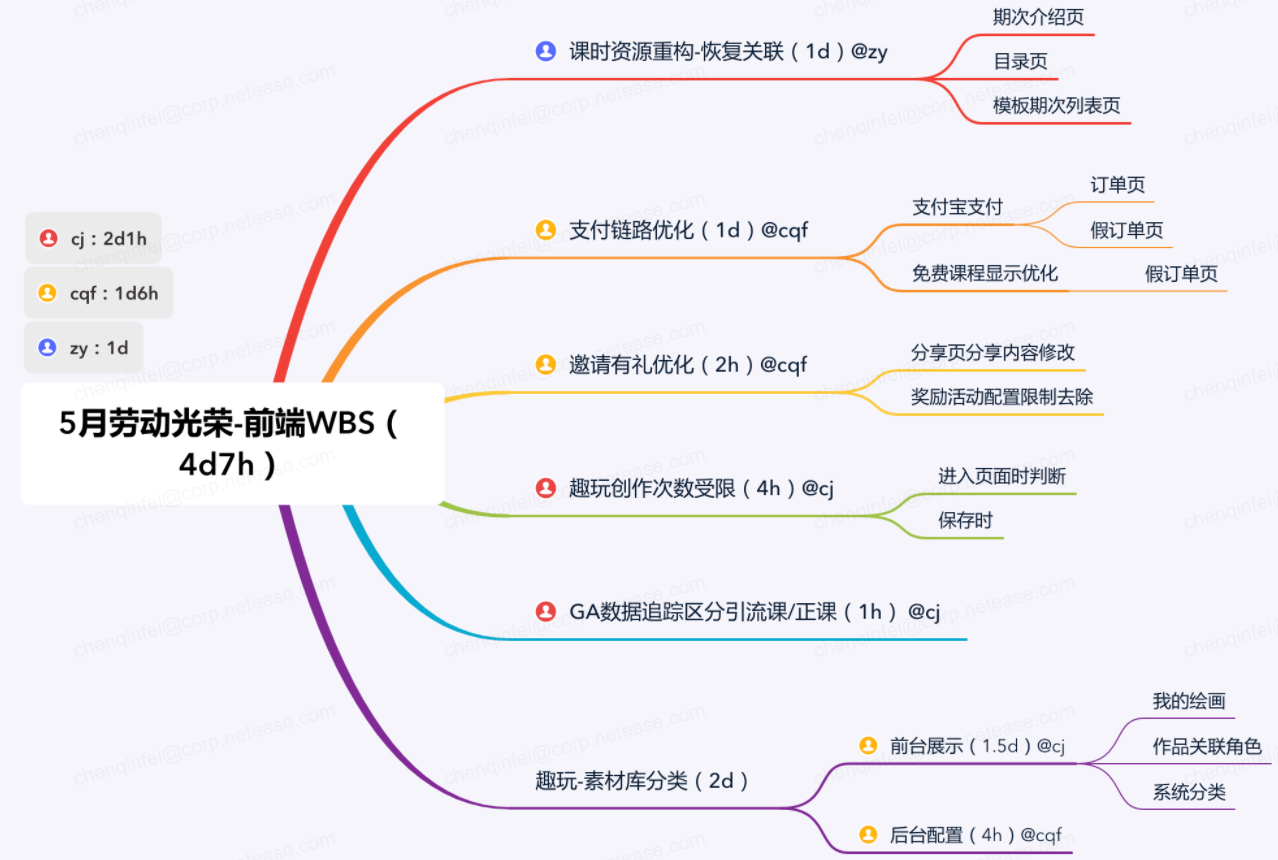 cj：2d1h
cqf：1d6h
zy：1d
5月劳动光荣-前端WBS（
4d7h）
课时资源重构-恢复关联（1d）@zy
期次介绍页
目录页
模板期次列表页
支付链路优化（1d）@cqf
支付宝支付
订单页
假订单页
免费课程显示优化
假订单页
邀请有礼优化（2h）@cqf
分享页分享内容修改
奖励活动配置限制去除
趣玩创作次数受限（4h）@cj
进入页面时判断
保存时
GA数据追踪区分引流课/正课（1h） @cj
趣玩-素材库分类（2d）
前台展示（1.5d）@cj
我的绘画
作品关联角色
系统分类
后台配置（4h）@cqf
chenqinfei@corp.netease.com